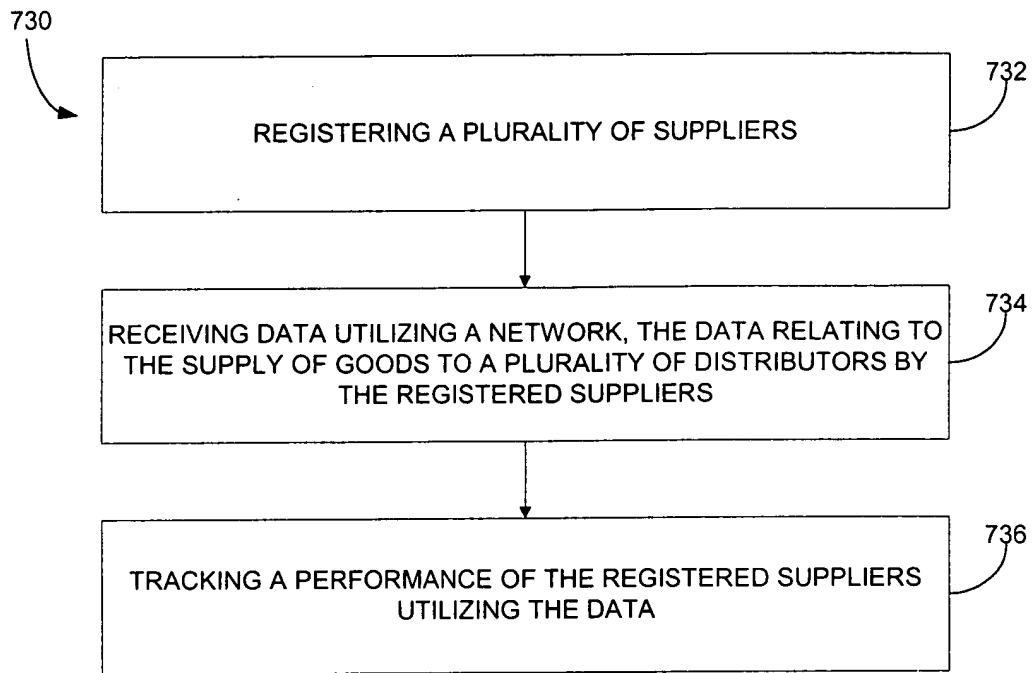 730
732
REGISTERING A PLURALITY OF SUPPLIERS
734
RECEIVING DATA UTILIZING A NETWORK, THE DATA RELATING TO
THE SUPPLY OF GOODS TO A PLURALITY OF DISTRIBUTORS BY
THE REGISTERED SUPPLIERS
736
TRACKING A PERFORMANCE OF THE REGISTERED SUPPLIERS
UTILIZING THE DATA